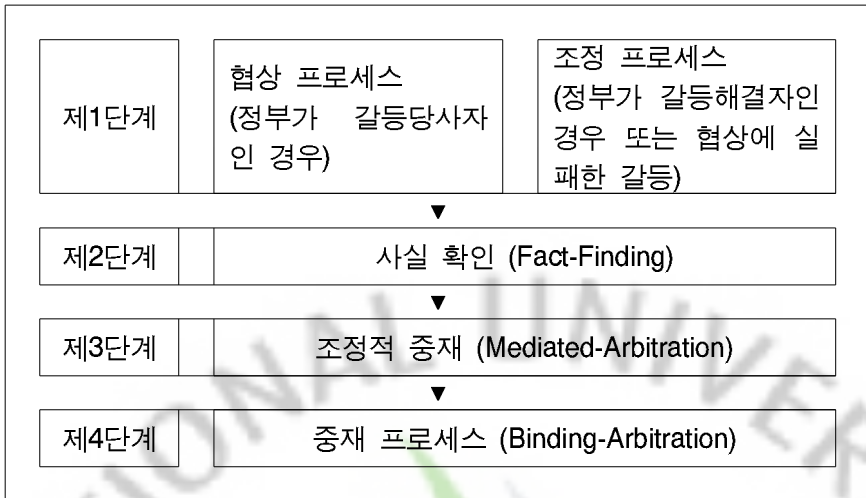 제1단계
협상 프로세스
(정부가 갈등당사자
인 경우)
조정 프로세스
(정부가 갈등해결자인
경우 또는 협상에 실
패한 갈등)
▼
제2단계
사실 확인 (Fact-Finding)
▼
제3단계
조정적 중재 (Mediated-Arbitration)
▼
제4단계
중재 프로세스 (Binding-Arbitration)